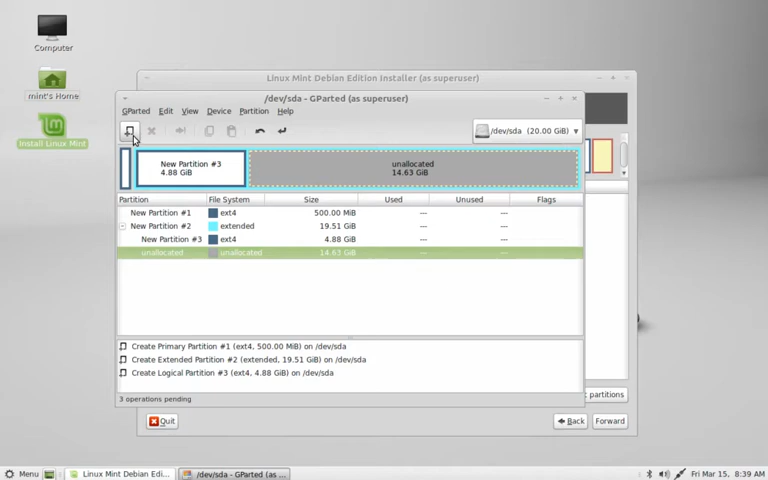 Computer
mint's Home
Install Linux Mint
Linux Mint Debian Edition Installer (as superuser)
/dev/sda - GParted (as superuser)
GParted Edit View Device Partition Help
/dev/sda (20.00 GiB)
New Partition #3
4.88 GiB
unallocated
14.63 GiB
Partition File System Size Used Unused Flags
New Partition #1 ext4 500.00 MiB --- ---
New Partition #2 extended 19.51 GiB --- ---
New Partition #3 ext4 4.88 GiB --- ---
unallocated unallocated 14.63 GiB --- ---
Create Primary Partition #1 (ext4, 500.00 MiB) on /dev/sda
Create Extended Partition #2 (extended, 19.51 GiB) on /dev/sda
Create Logical Partition #3 (ext4, 4.88 GiB) on /dev/sda
3 operations pending
partitions
Quit
Back
Forward
Menu
Linux Mint Debian Edi...
/dev/sda - GParted (as ...
Fri Mar 15, 8:39 AM